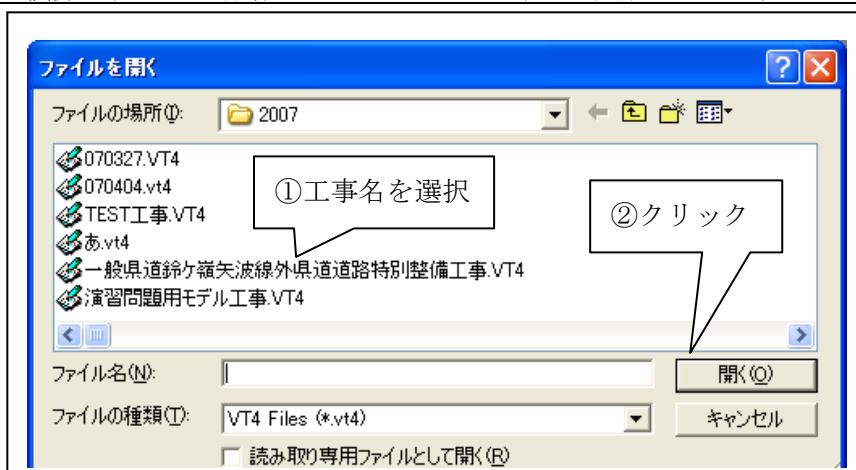 ファイルを開く
ファイルの場所(I):
2007
070327.VT4
070404.vt4
TEST工事.VT4
あ.vt4
一般県道鈴ケ嶺矢波線外県道道路特別整備工事.VT4
演習問題用モデル工事.VT4
①工事名を選択
②クリック
ファイル名(N):
開く(O)
ファイルの種類(T):
VT4 Files (*.vt4)
キャンセル
読み取り専用ファイルとして開く(R)